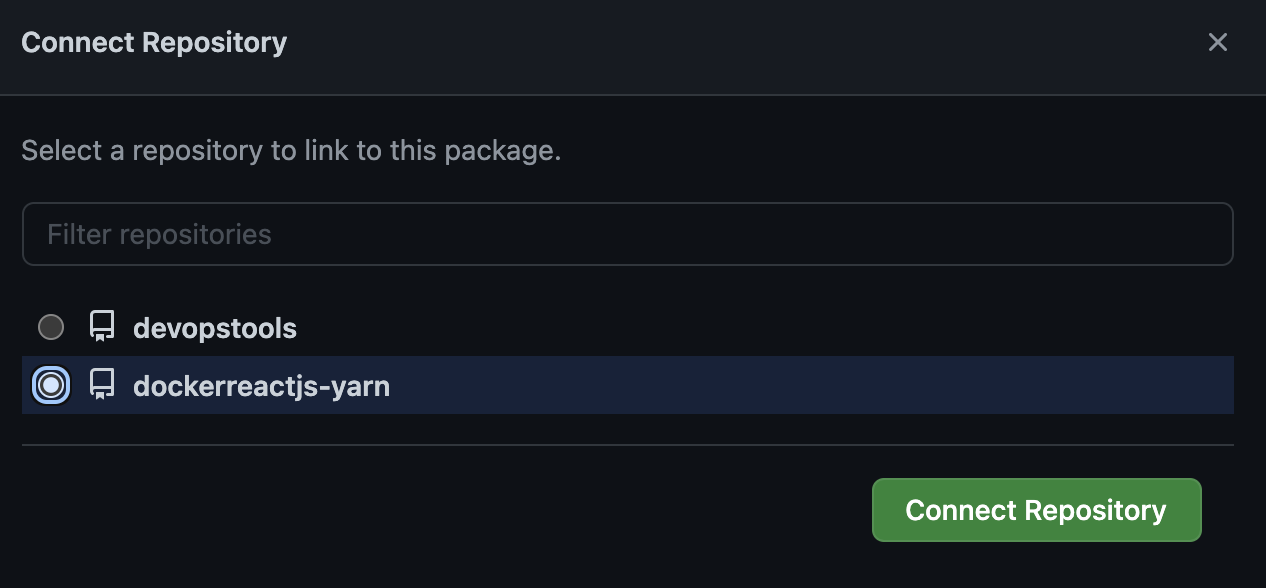 Connect Repository
Select a repository to link to this package.
Filter repositories
devopstools
dockerreactjs-yarn
Connect Repository